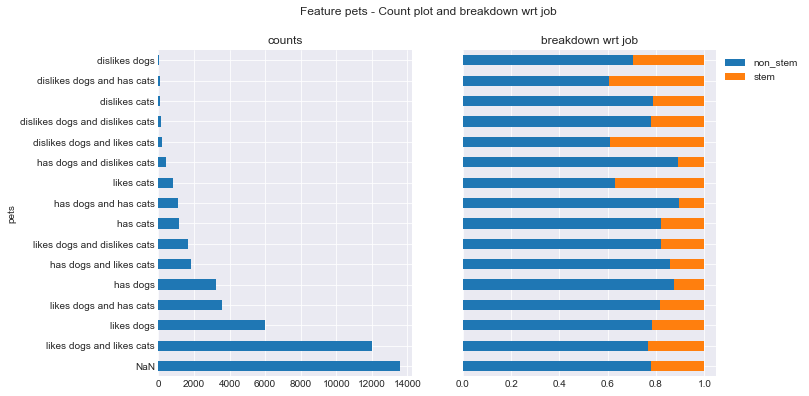 Feature pets - Count plot and breakdown wrt job
counts
breakdown wrt job
pets
dislikes dogs
dislikes dogs and has cats
dislikes cats
dislikes dogs and dislikes cats
dislikes dogs and likes cats
has dogs and dislikes cats
likes cats
has dogs and has cats
has cats
likes dogs and dislikes cats
has dogs and likes cats
has dogs
likes dogs and has cats
likes dogs
likes dogs and likes cats
NaN
0 2000 4000 6000 8000 10000 12000 14000
0.0 0.2 0.4 0.6 0.8 1.0
non_stem
stem